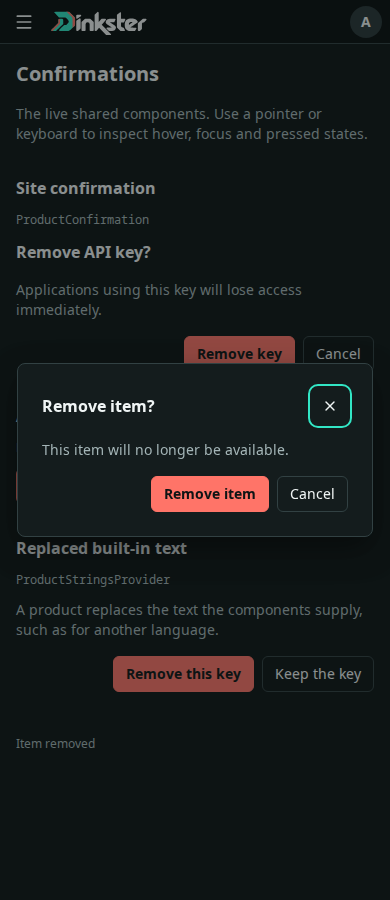 Dinkster
A
Confirmations
The live shared components. Use a pointer or
keyboard to inspect hover, focus and pressed states.
Site confirmation
ProductConfirmation
Remove API key?
Applications using this key will lose access
immediately.
Remove key
Cancel
Remove item?
×
This item will no longer be available.
Remove item
Cancel
Replaced built-in text
ProductStringsProvider
A product replaces the text the components supply,
such as for another language.
Remove this key
Keep the key
Item removed